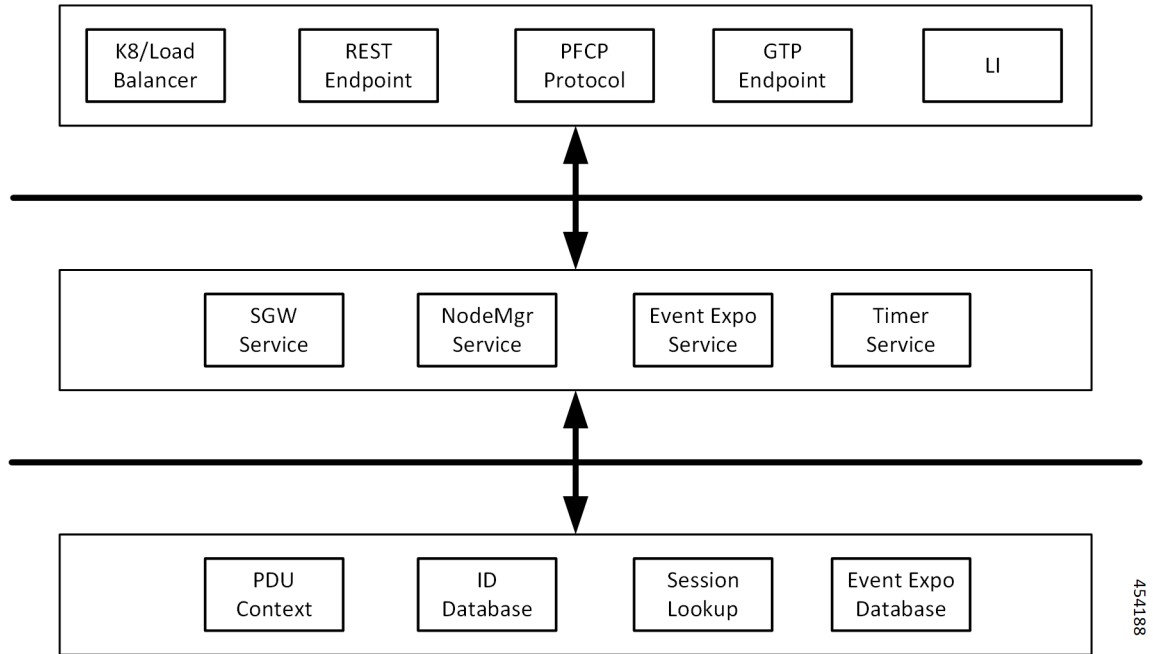 K8/Load
Balancer
REST
Endpoint
PFCP
Protocol
GTP
Endpoint
LI
SGW
Service
NodeMgr
Service
Event Expo
Service
Timer
Service
PDU
Context
ID
Database
Session
Lookup
Event Expo
Database
454188